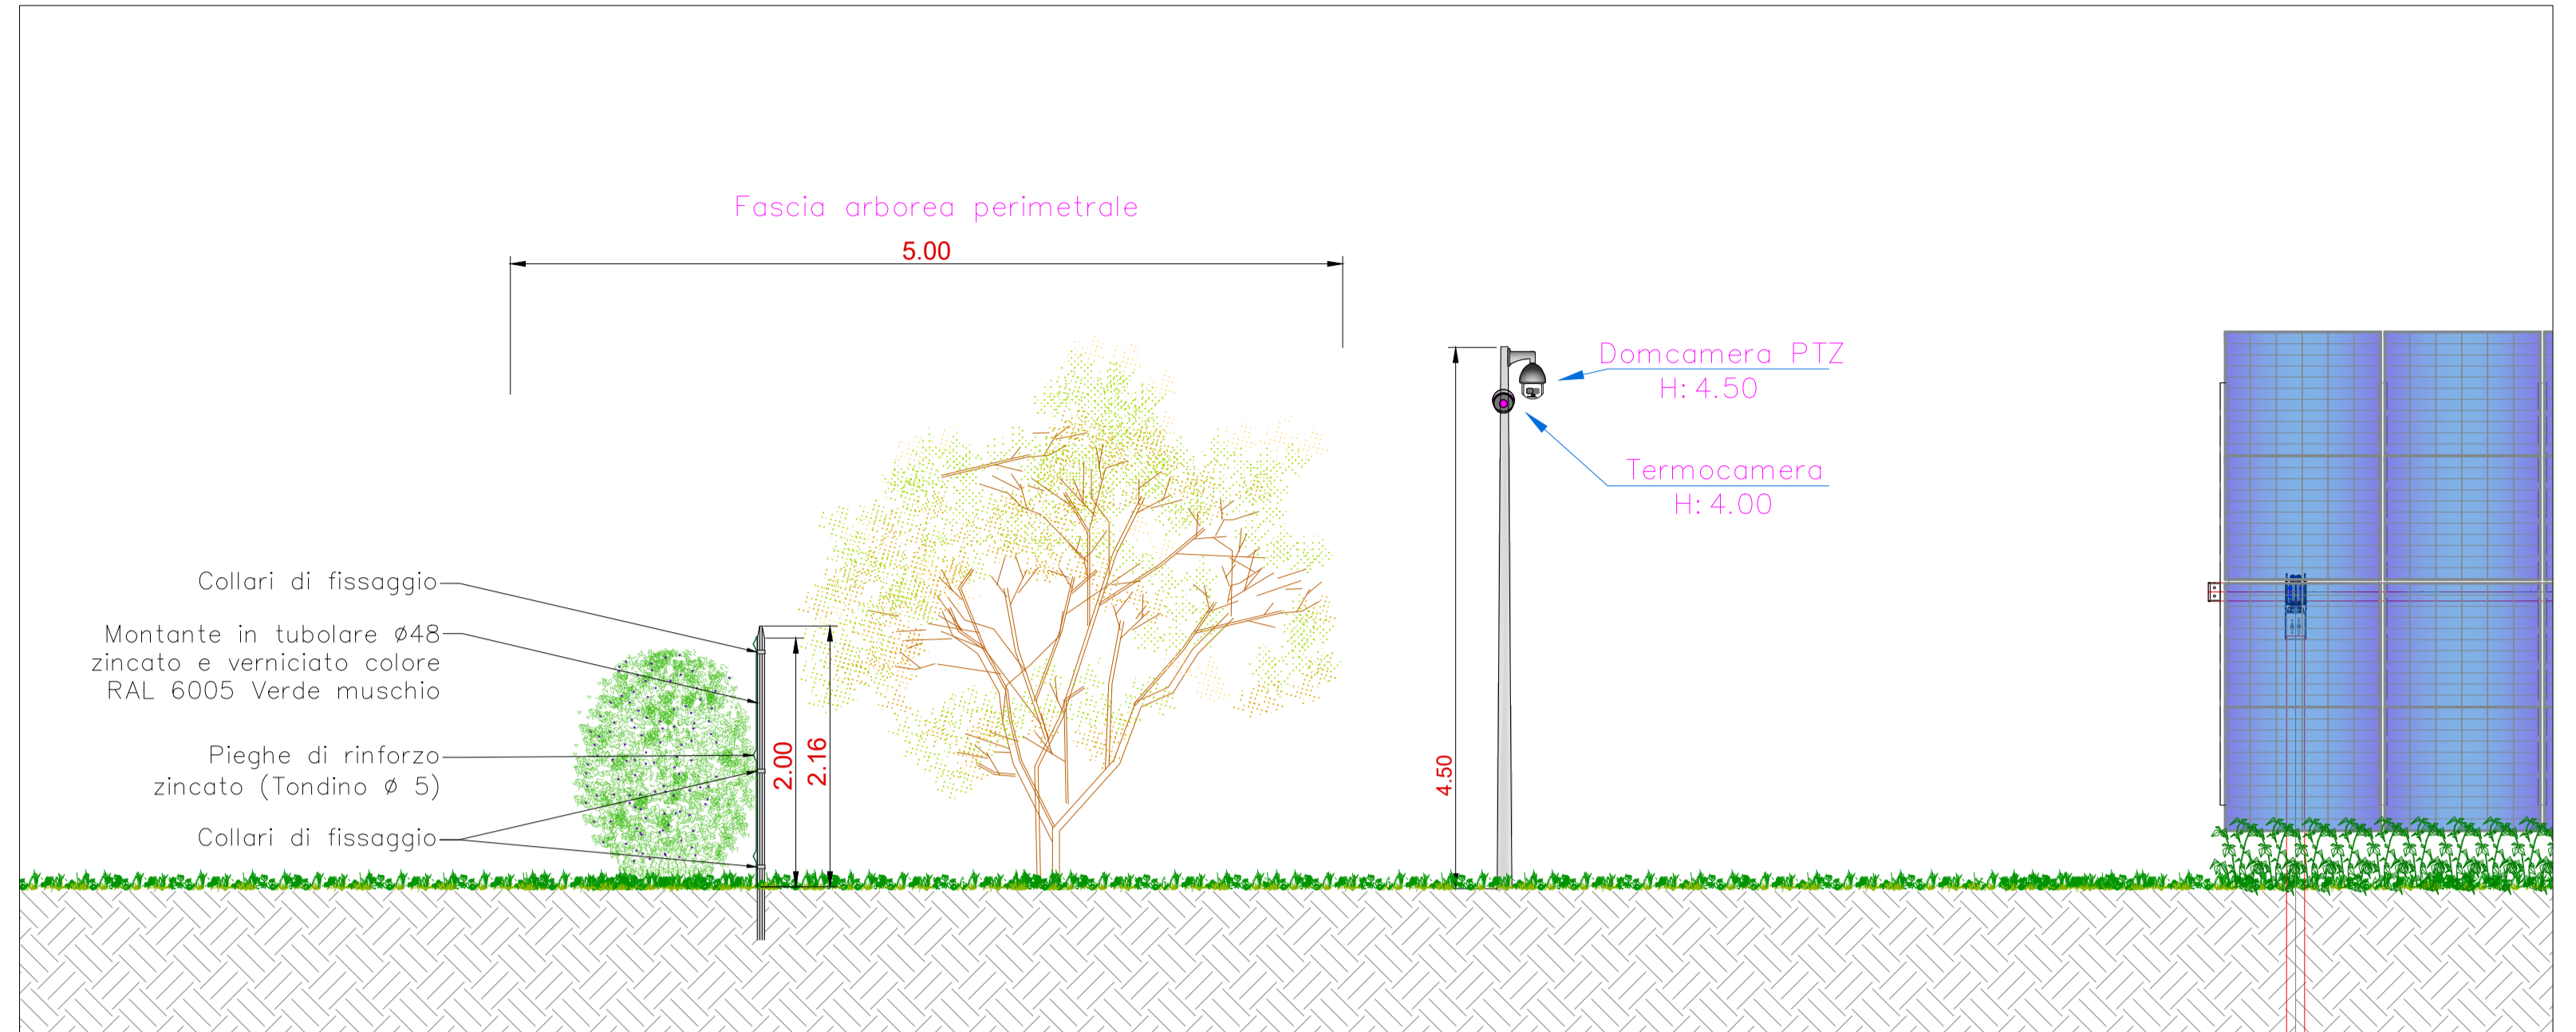 Fascia arborea perimetrale
5.00
Domcamera PTZ
H: 4.50
Termocamera
H: 4.00
Collari di fissaggio
Montante in tubolare Ø48
zincato e verniciato colore
RAL 6005 Verde muschio
Pieghe di rinforzo
zincato (Tondino Ø 5)
Collari di fissaggio
2.00
2.16
4.50